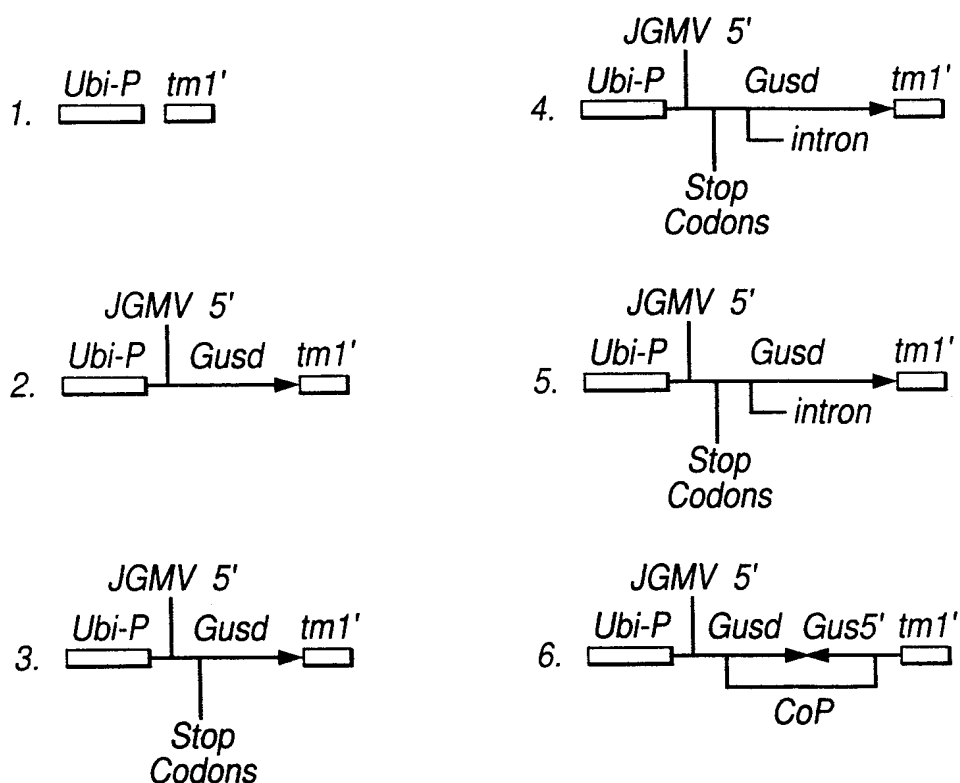 1.
Ubi-P tm1'
2.
JGMV 5'
Ubi-P Gusd tm1'
3.
JGMV 5'
Ubi-P Gusd tm1'
Stop
Codons
4.
JGMV 5'
Ubi-P Gusd tm1'
intron
Stop
Codons
5.
JGMV 5'
Ubi-P Gusd tm1'
intron
Stop
Codons
6.
JGMV 5'
Ubi-P Gusd Gus5' tm1'
CoP